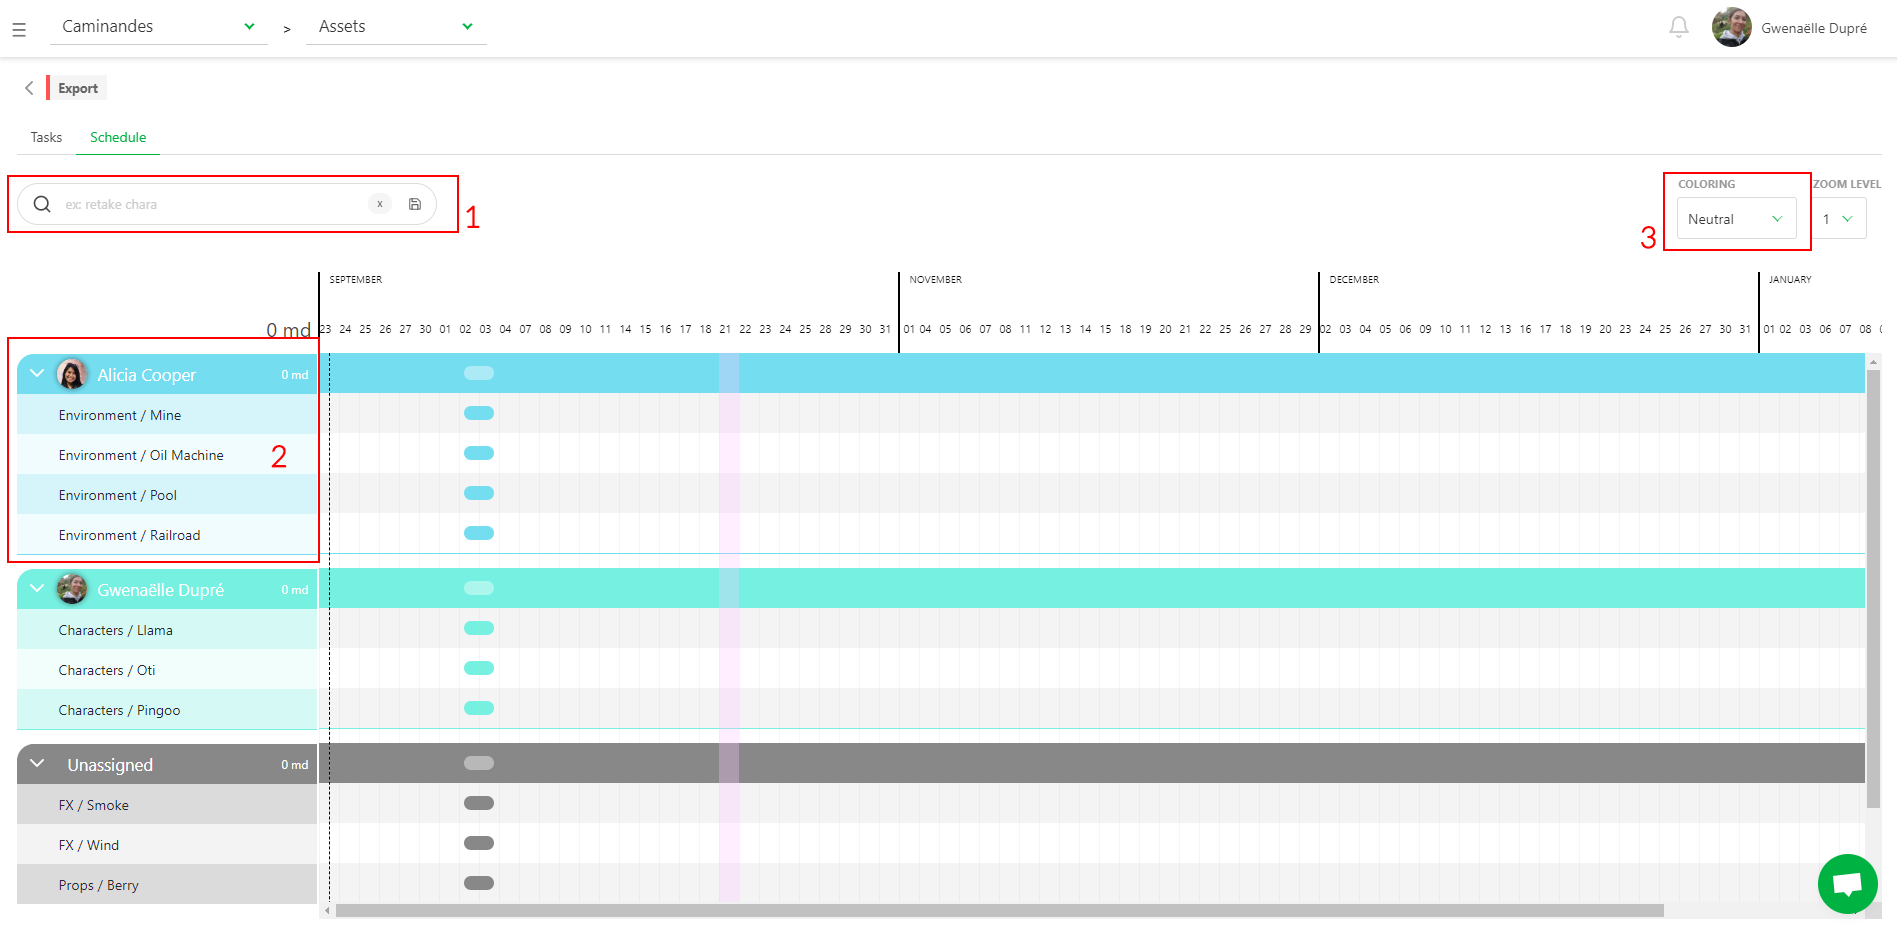 Caminandes > Assets Gwenaëlle Dupré
Export
Tasks Schedule
ex: retake chara x 1
COLORING ZOOM LEVEL
Neutral 1
3
SEPTEMBER NOVEMBER DECEMBER JANUARY
0 md 23 24 25 26 27 30 01 02 03 04 07 08 09 10 11 14 15 16 17 18 21 22 23 24 25 28 29 30 31 01 04 05 06 07 08 11 12 13 14 15 18 19 20 21 22 25 26 27 28 29 02 03 04 05 06 09 10 11 12 13 16 17 18 19 20 23 24 25 26 27 30 31 01 02 03 06 07 08
Alicia Cooper 0 md
Environment / Mine
Environment / Oil Machine 2
Environment / Pool
Environment / Railroad
Gwenaëlle Dupré 0 md
Characters / Llama
Characters / Oti
Characters / Pingoo
Unassigned 0 md
FX / Smoke
FX / Wind
Props / Berry